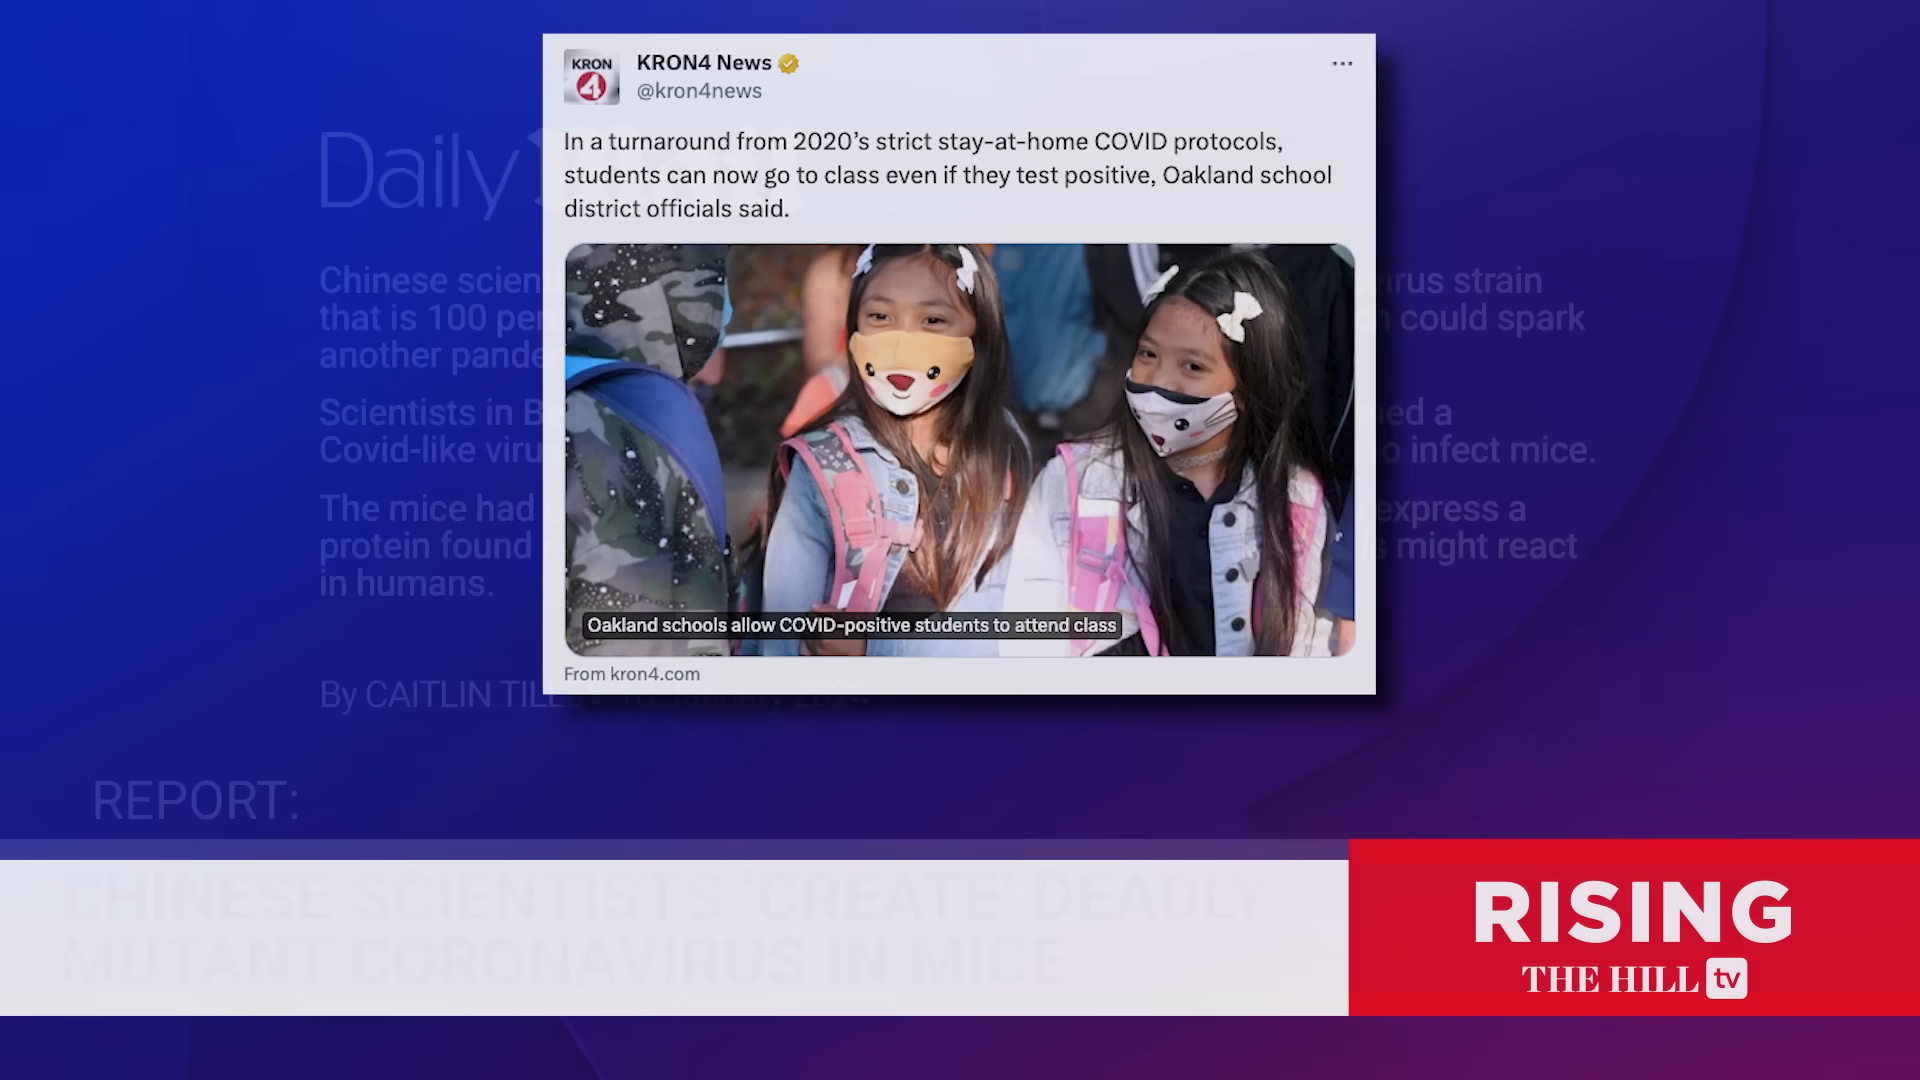 KRON4 News
@kron4news
KRON
4
In a turnaround from 2020’s strict stay-at-home COVID protocols,
students can now go to class even if they test positive, Oakland school
district officials said.
Oakland schools allow COVID-positive students to attend class
From kron4.com
Daily
Chinese scien rus strain
that is 100 per could spark
another pande
Scientists in B ed a
Covid-like virus o infect mice.
The mice had express a
protein found might react
in humans.
By CAITLIN TIL
REPORT:
CHINESE SCIENTISTS 'CREATE' DEADLY
MUTANT CORONAVIRUS IN MICE
RISING
THE HILL tv